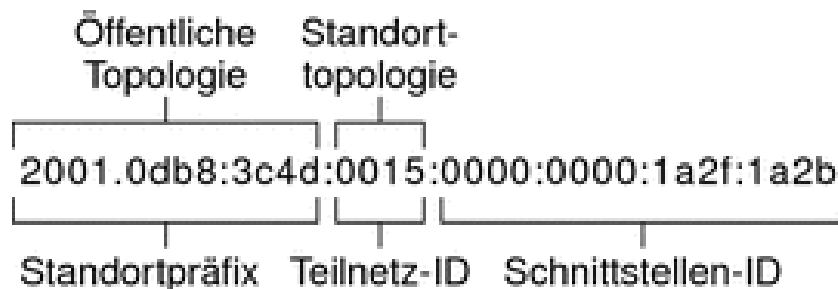 Öffentliche Standort-
Topologie topologie
2001.0db8:3c4d:0015:0000:0000:1a2f:1a2b
Standortpräfix Teilnetz-ID Schnittstellen-ID